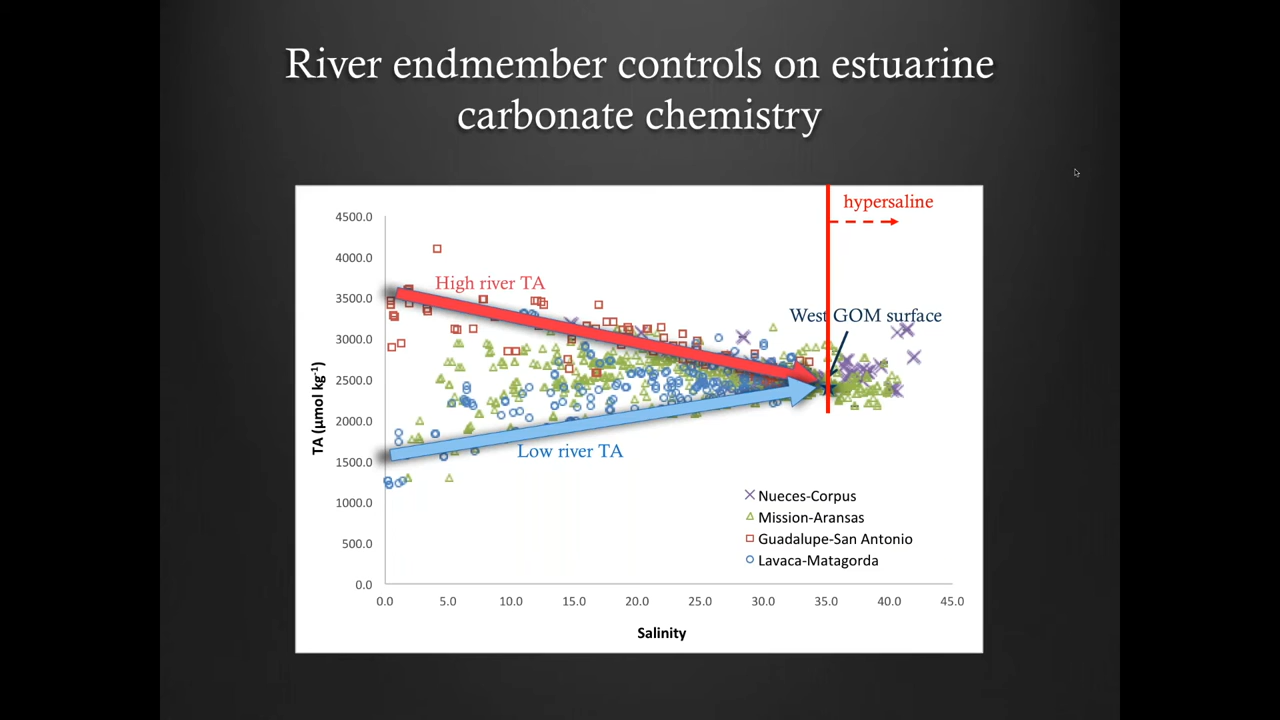 River endmember controls on estuarine
carbonate chemistry
hypersaline
4500.0
4000.0
High river TA
3500.0
West GOM surface
3000.0
2500.0
TA (μmol kg⁻¹)
2000.0
Low river TA
1500.0
Nueces-Corpus
1000.0
Mission-Aransas
500.0
Guadalupe-San Antonio
Lavaca-Matagorda
0.0
0.0 5.0 10.0 15.0 20.0 25.0 30.0 35.0 40.0 45.0
Salinity